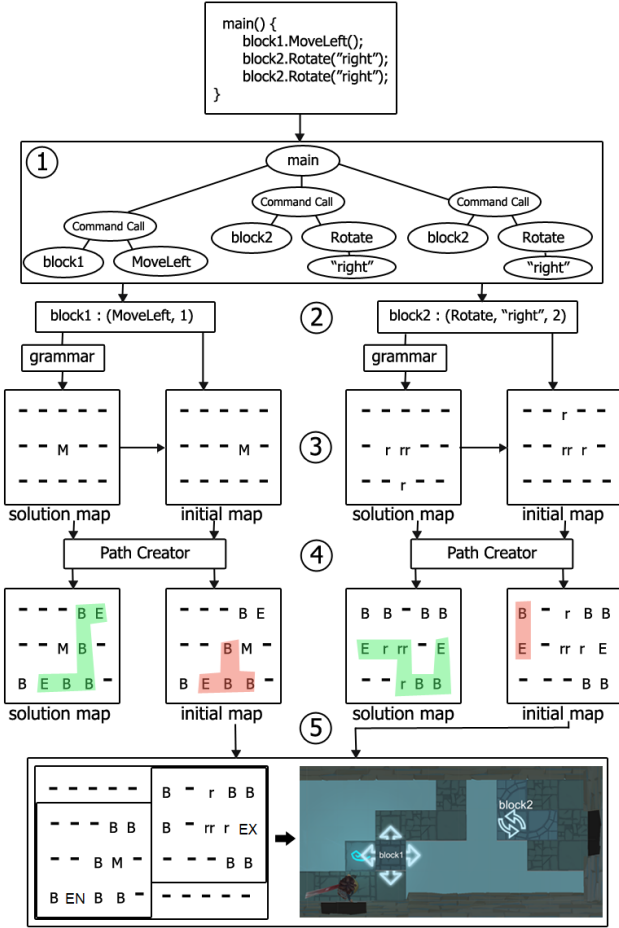 main() {
block1.MoveLeft();
block2.Rotate(”right”);
block2.Rotate(”right”);
}
1
main
Command Call
Command Call
Command Call
block1
MoveLeft
block2
Rotate
“right”
block2
Rotate
“right”
block1 : (MoveLeft, 1)
2
block2 : (Rotate, “right”, 2)
grammar
grammar
- - - - -
- - M - -
- - - - -
solution map
- - - - -
- - - M -
- - - - -
initial map
3
- - - - -
- r rr - -
- - r - -
solution map
- - r - -
- - rr r -
- - - - -
initial map
Path Creator
4
Path Creator
- - - B E
- - M B -
B E B B -
solution map
- - - B E
- - B M -
B E B B -
initial map
B B - B B
E r rr - E
- - r B B
solution map
B - r B B
E - rr r E
- - - B B
initial map
5
- - - - -
- - - B B
- - B M -
B EN B B -
B - r B B
B - rr r EX
- - - B B
- - - - -
block1
block2